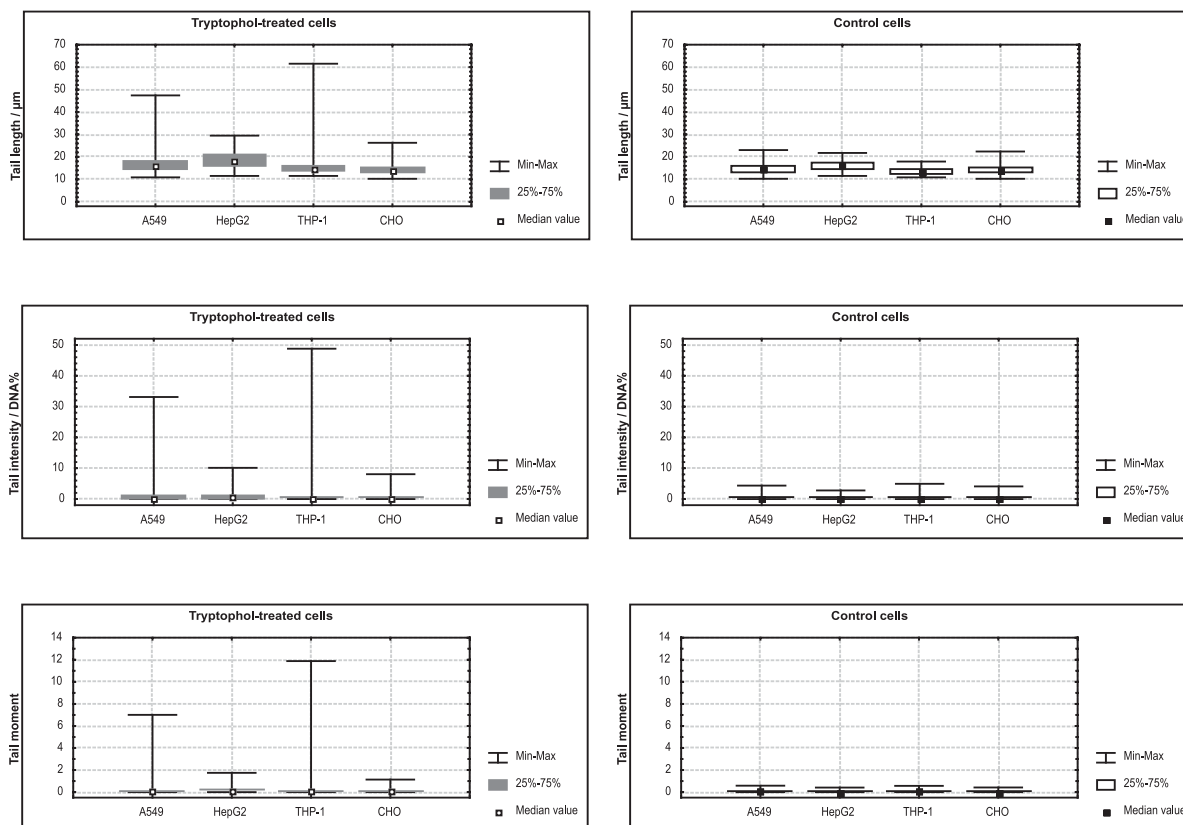 Tryptophol-treated cells
Tail length / µm
70
60
50
40
30
20
10
0
A549 HepG2 THP-1 CHO
Min-Max
25%-75%
Median value
Control cells
Tail length / µm
70
60
50
40
30
20
10
0
A549 HepG2 THP-1 CHO
Min-Max
25%-75%
Median value
Tryptophol-treated cells
Tail intensity / DNA%
50
40
30
20
10
0
A549 HepG2 THP-1 CHO
Min-Max
25%-75%
Median value
Control cells
Tail intensity / DNA%
50
40
30
20
10
0
A549 HepG2 THP-1 CHO
Min-Max
25%-75%
Median value
Tryptophol-treated cells
Tail moment
14
12
10
8
6
4
2
0
A549 HepG2 THP-1 CHO
Min-Max
25%-75%
Median value
Control cells
Tail moment
14
12
10
8
6
4
2
0
A549 HepG2 THP-1 CHO
Min-Max
25%-75%
Median value